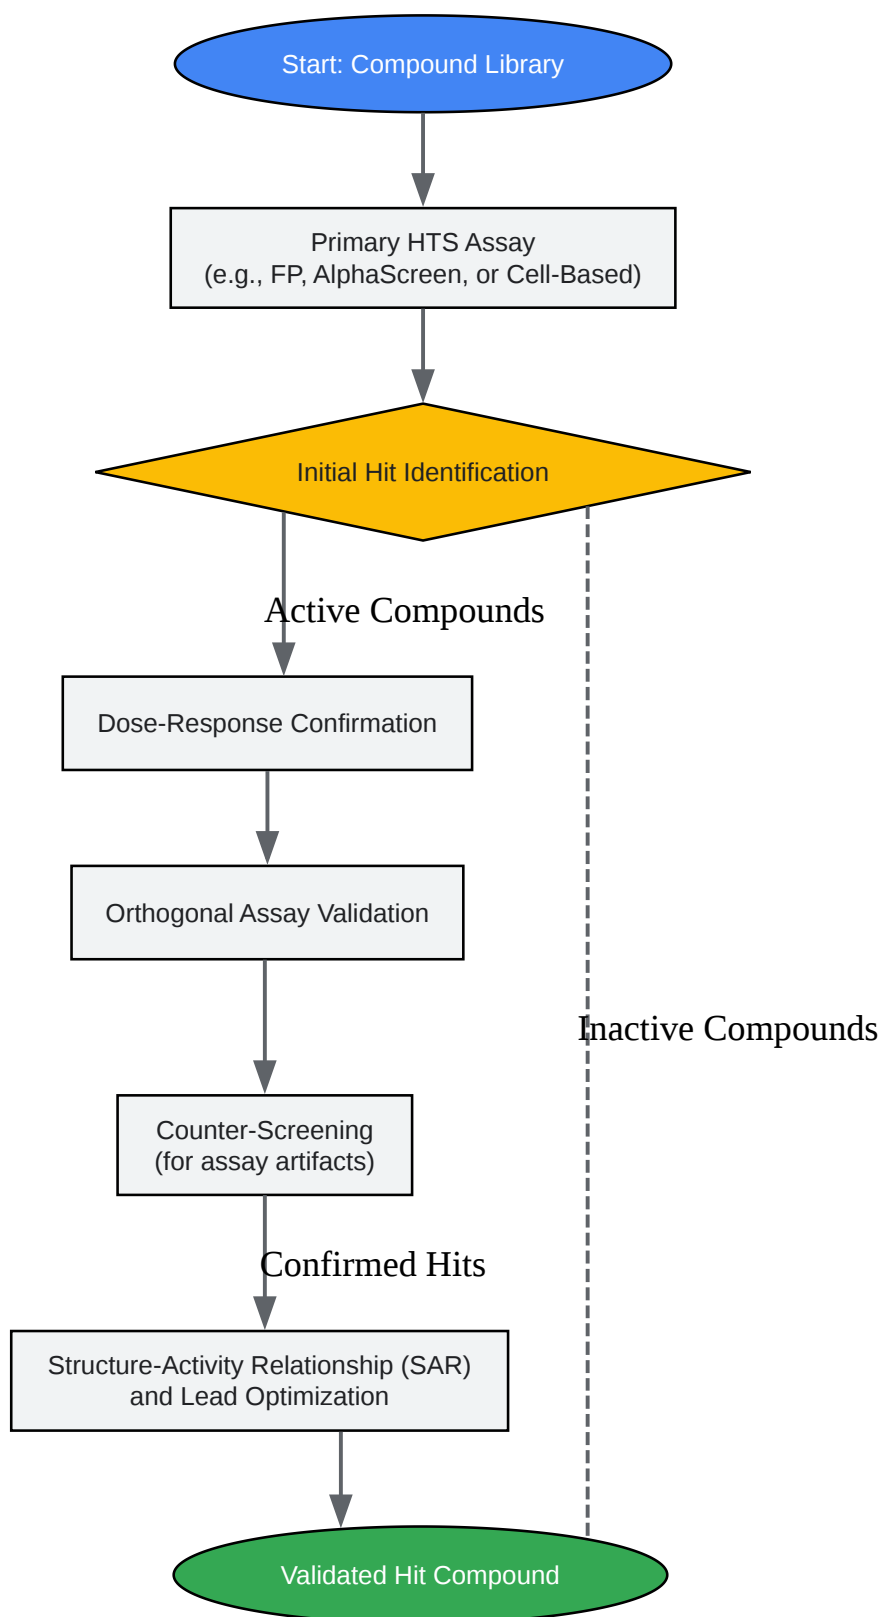 Start: Compound Library
Primary HTS Assay
(e.g., FP, AlphaScreen, or Cell-Based)
Initial Hit Identification
Active Compounds
Dose-Response Confirmation
Orthogonal Assay Validation
Inactive Compounds
Counter-Screening
(for assay artifacts)
Confirmed Hits
Structure-Activity Relationship (SAR)
and Lead Optimization
Validated Hit Compound